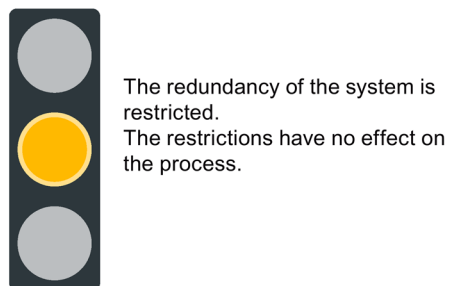 The redundancy of the system is
restricted.
The restrictions have no effect on
the process.